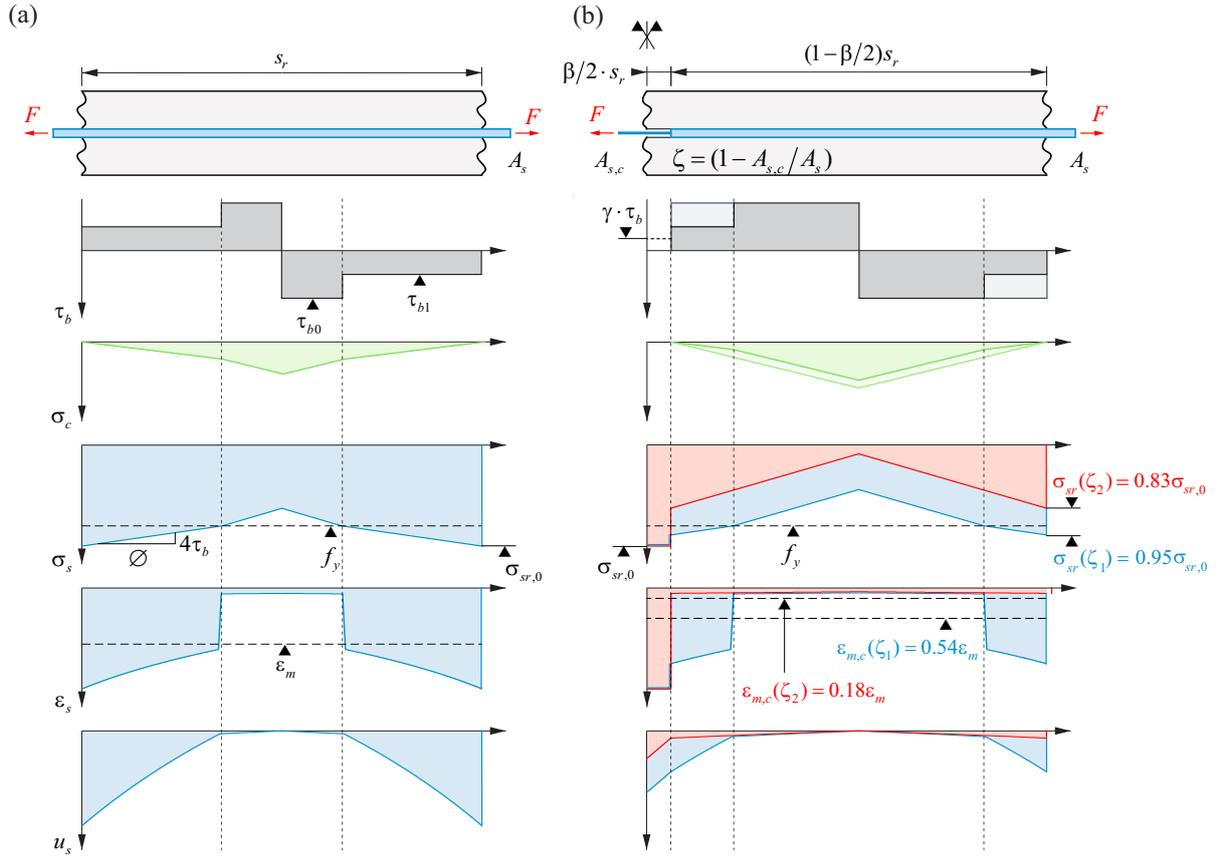 (a)
s_r
F
F
A_s
τ_b
τ_b0
τ_b1
σ_c
σ_s
∅
4τ_b
f_y
σ_sr,0
ε_s
ε_m
u_s
(b)
β/2·s_r
(1−β/2)s_r
F
F
A_s,c
ζ = (1 − A_s,c/A_s)
A_s
γ·τ_b
σ_sr(ζ_2) = 0.83σ_sr,0
σ_sr,0
f_y
σ_sr(ζ_1) = 0.95σ_sr,0
ε_m,c(ζ_1) = 0.54ε_m
ε_m,c(ζ_2) = 0.18ε_m